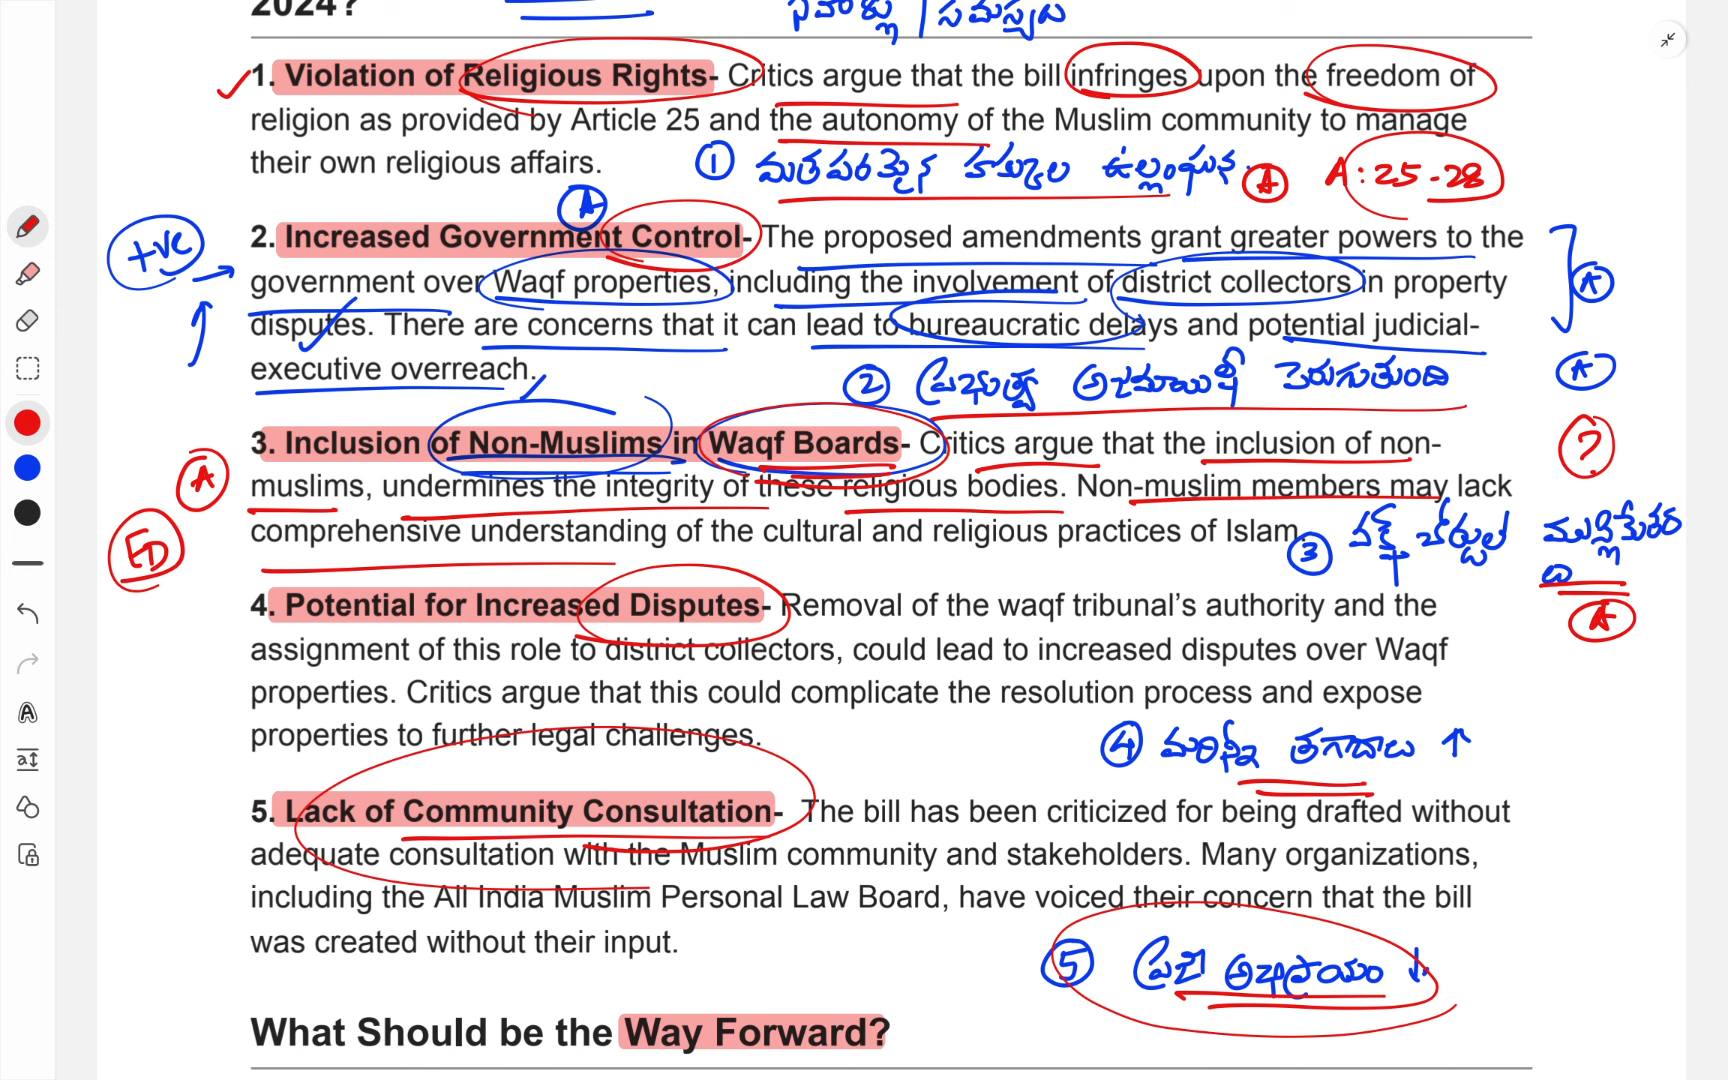 2024?
సవాళ్లు / సమస్యలు
1. Violation of Religious Rights- Critics argue that the bill infringes upon the freedom of
religion as provided by Article 25 and the autonomy of the Muslim community to manage
their own religious affairs.
① మతపరమైన హక్కుల ఉల్లంఘన. A A: 25-28
A
+ve
2. Increased Government Control- The proposed amendments grant greater powers to the
government over Waqf properties, including the involvement of district collectors in property
A
disputes. There are concerns that it can lead to bureaucratic delays and potential judicial-
executive overreach.
② ప్రభుత్వ అజమాయిషీ పెరుగుతుంది A
3. Inclusion of Non-Muslims in Waqf Boards- Critics argue that the inclusion of non-
?
A
muslims, undermines the integrity of these religious bodies. Non-muslim members may lack
comprehensive understanding of the cultural and religious practices of Islam.
ED
③ వక్ఫ్ బోర్డుల్లో ముస్లిమేతర
A
4. Potential for Increased Disputes- Removal of the waqf tribunal’s authority and the
assignment of this role to district collectors, could lead to increased disputes over Waqf
properties. Critics argue that this could complicate the resolution process and expose
properties to further legal challenges.
④ మరిన్ని తగాదాలు ↑
5. Lack of Community Consultation- The bill has been criticized for being drafted without
adequate consultation with the Muslim community and stakeholders. Many organizations,
including the All India Muslim Personal Law Board, have voiced their concern that the bill
was created without their input.
⑤ ప్రజా అభిప్రాయం ↓
What Should be the Way Forward?